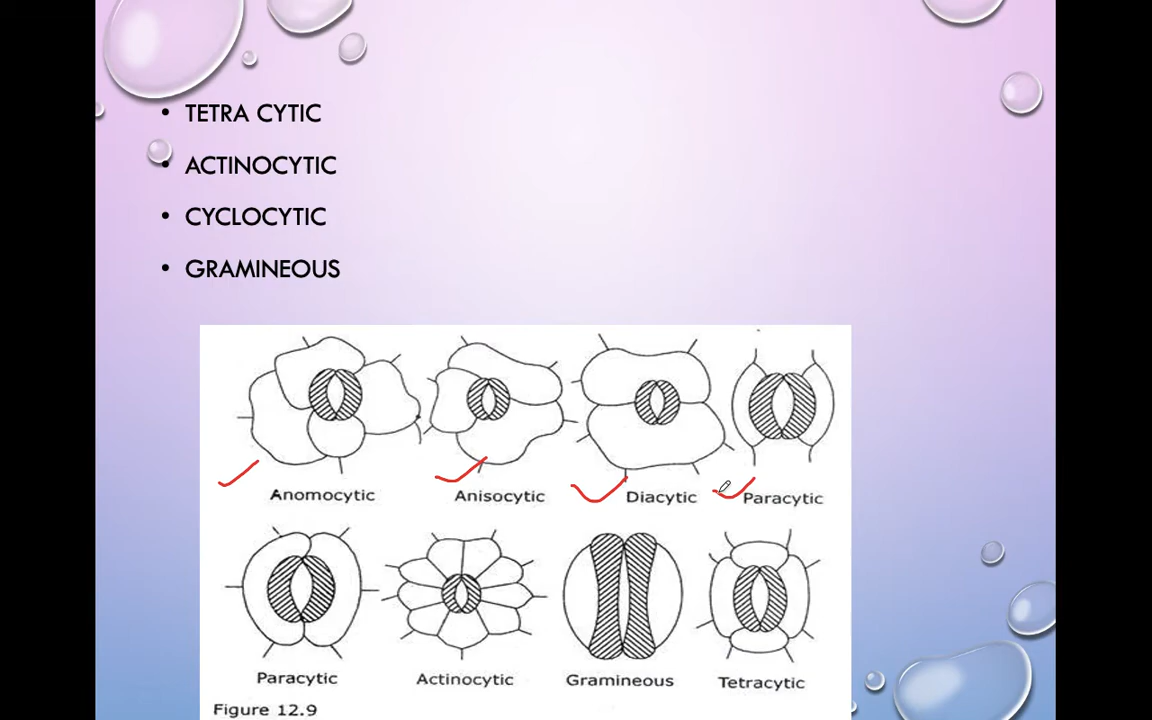 • TETRA CYTIC
• ACTINOCYTIC
• CYCLOCYTIC
• GRAMINEOUS
Anomocytic Anisocytic Diacytic Paracytic
Paracytic Actinocytic Gramineous Tetracytic
Figure 12.9